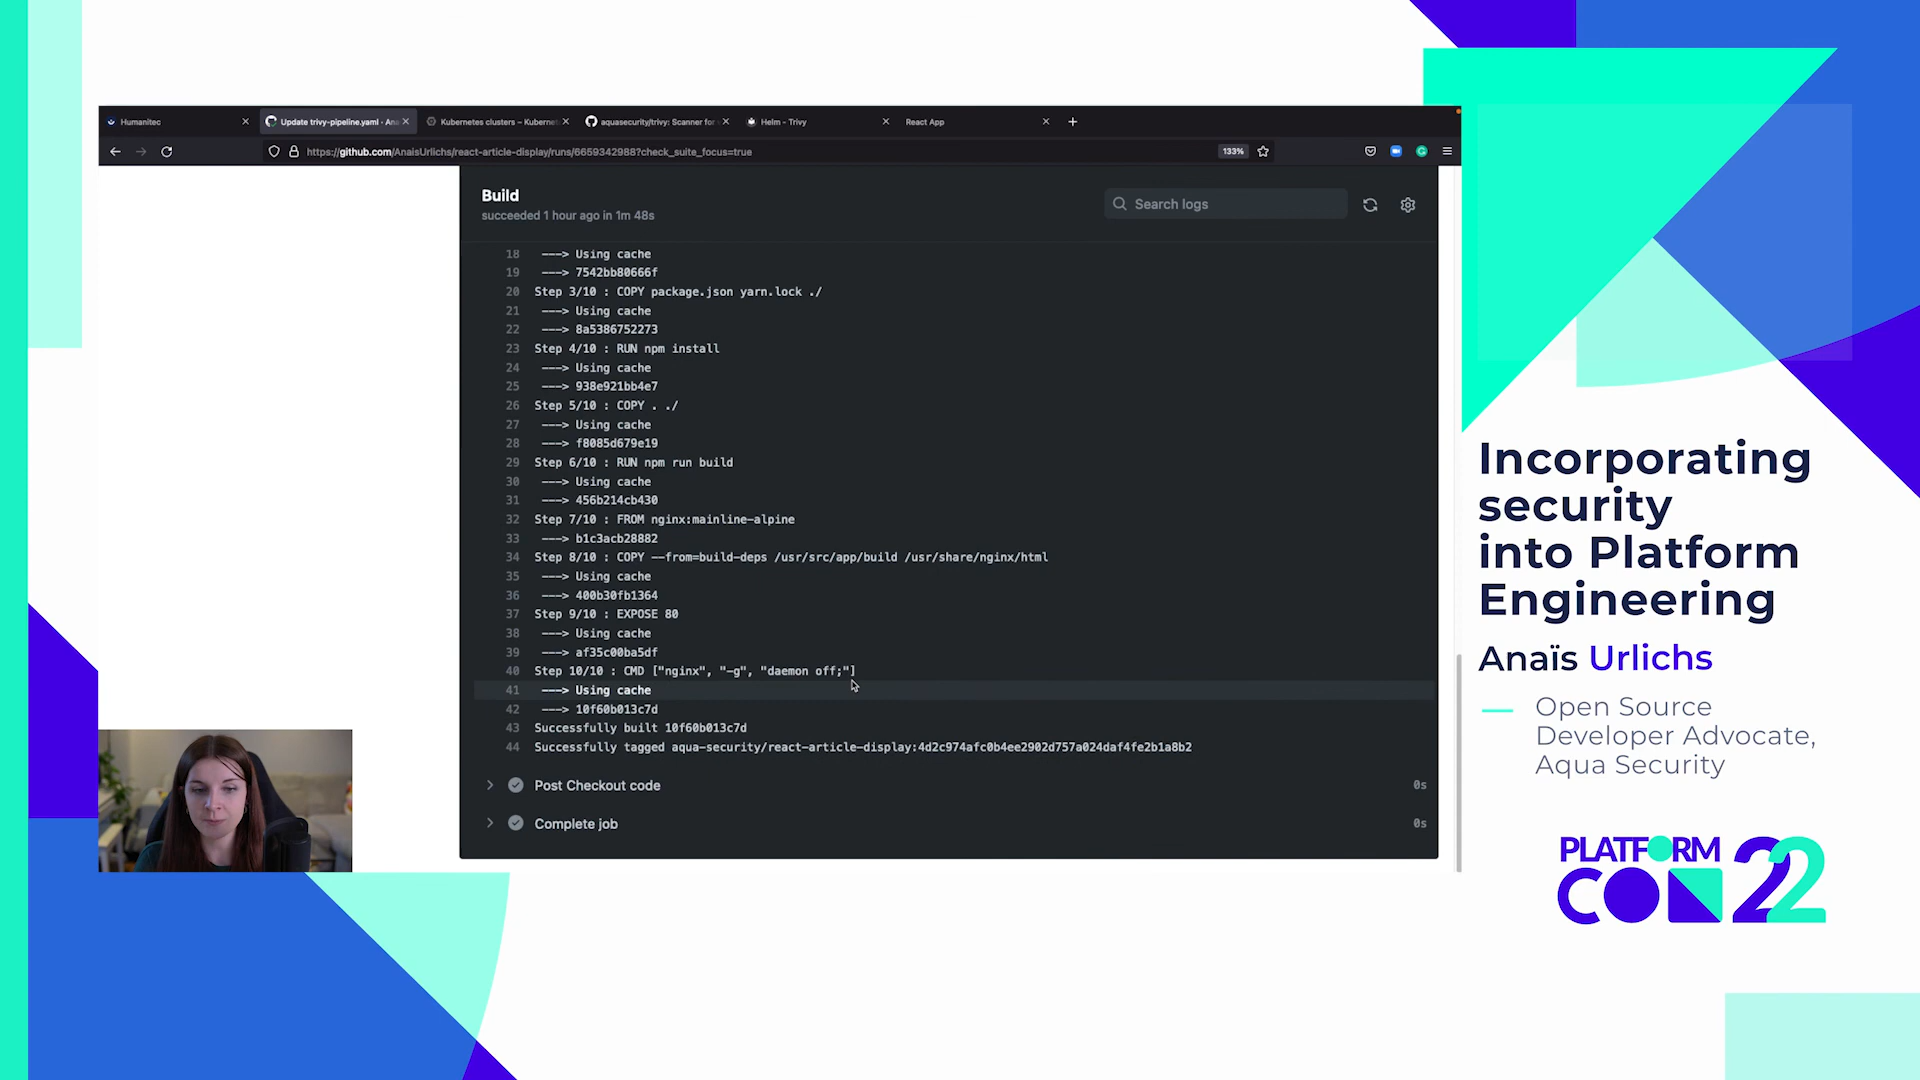 Humanitec
Update trivy-pipeline.yaml · Ana
Kubernetes clusters – Kubernet
aquasecurity/trivy: Scanner for
Helm - Trivy
React App
https://github.com/AnaisUrlichs/react-article-display/runs/6659342988?check_suite_focus=true
133%
Build
succeeded 1 hour ago in 1m 48s
Search logs
18 ---> Using cache
19 ---> 7542bb80666f
20 Step 3/10 : COPY package.json yarn.lock ./
21 ---> Using cache
22 ---> 8a5386752273
23 Step 4/10 : RUN npm install
24 ---> Using cache
25 ---> 938e921bb4e7
26 Step 5/10 : COPY . ./
27 ---> Using cache
28 ---> f8085d679e19
29 Step 6/10 : RUN npm run build
30 ---> Using cache
31 ---> 456b214cb430
32 Step 7/10 : FROM nginx:mainline-alpine
33 ---> b1c3acb28882
34 Step 8/10 : COPY --from=build-deps /usr/src/app/build /usr/share/nginx/html
35 ---> Using cache
36 ---> 400b30fb1364
37 Step 9/10 : EXPOSE 80
38 ---> Using cache
39 ---> af35c00ba5df
40 Step 10/10 : CMD ["nginx", "-g", "daemon off;"]
41 ---> Using cache
42 ---> 10f60b013c7d
43 Successfully built 10f60b013c7d
44 Successfully tagged aqua-security/react-article-display:4d2c974afc0b4ee2902d757a024daf4fe2b1a8b2
Post Checkout code 0s
Complete job 0s
Incorporating
security
into Platform
Engineering
Anaïs Urlichs
Open Source
Developer Advocate,
Aqua Security
PLATFORM
CON 22